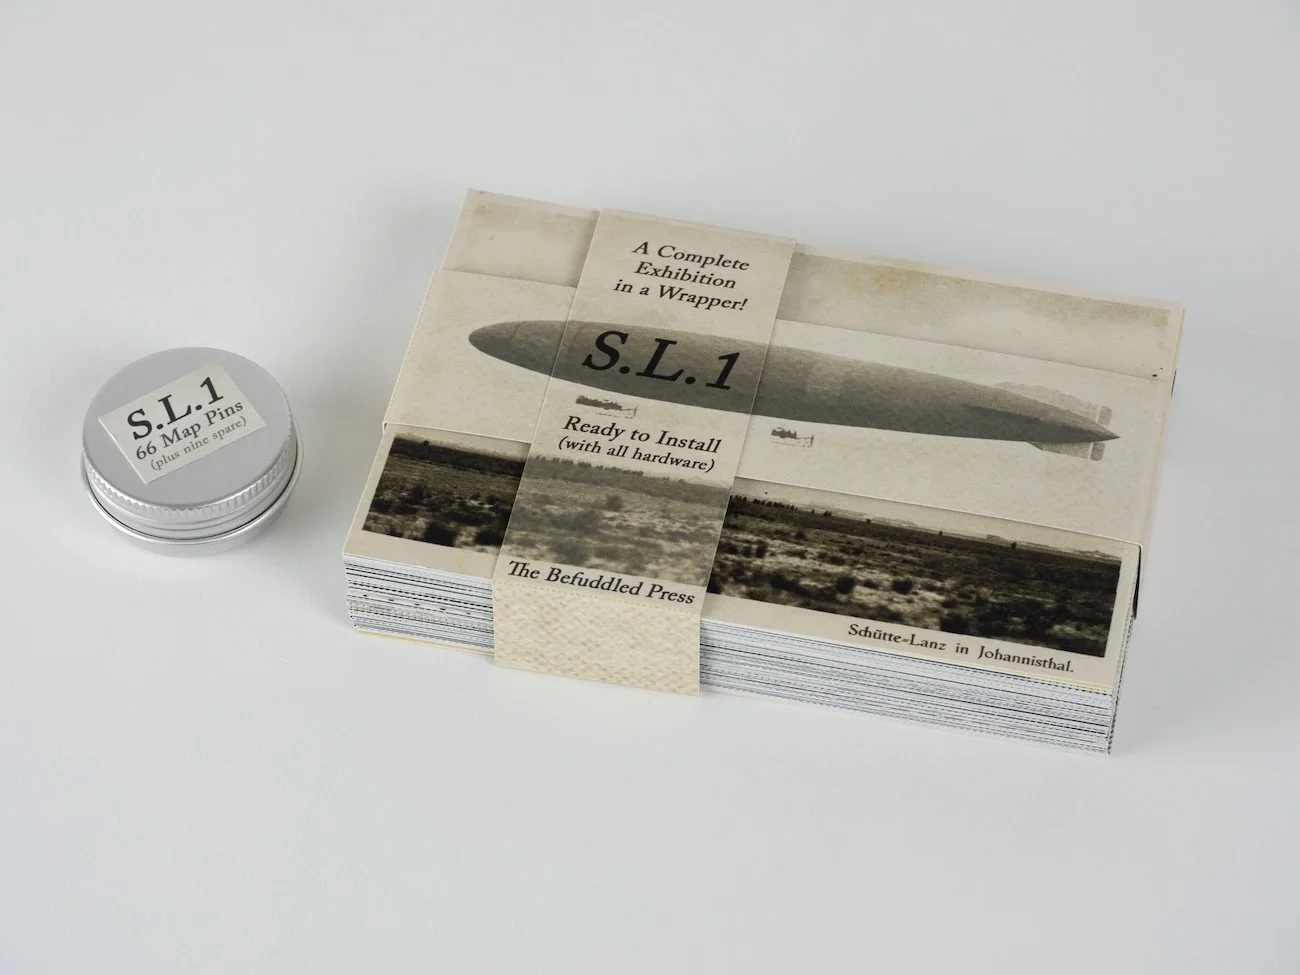 S.L.1
66 Map Pins
(plus nine spare)
A Complete
Exhibition
in a Wrapper!
S.L.1
Ready to Install
(with all hardware)
The Befuddled Press
Schütte-Lanz in Johannisthal.